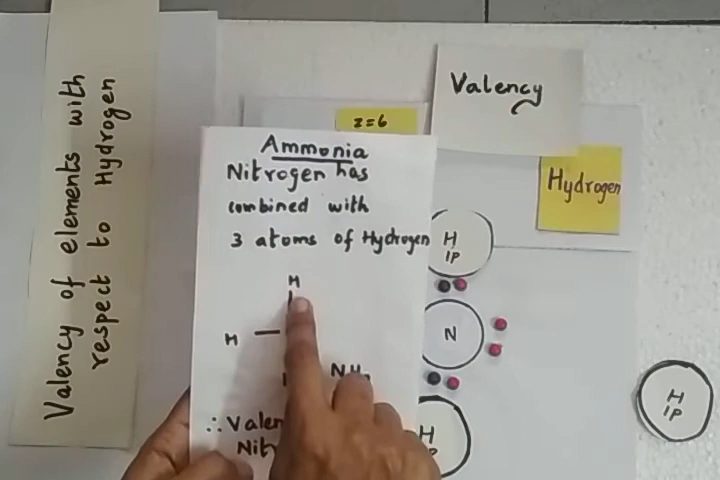 Valency of elements with
respect to Hydrogen
Valency
z=6
Hydrogen
Ammonia
Nitrogen has
combined with
3 atoms of Hydrogen
H
H
∴ Valen
Nit
H
1P
N
H
H
1P